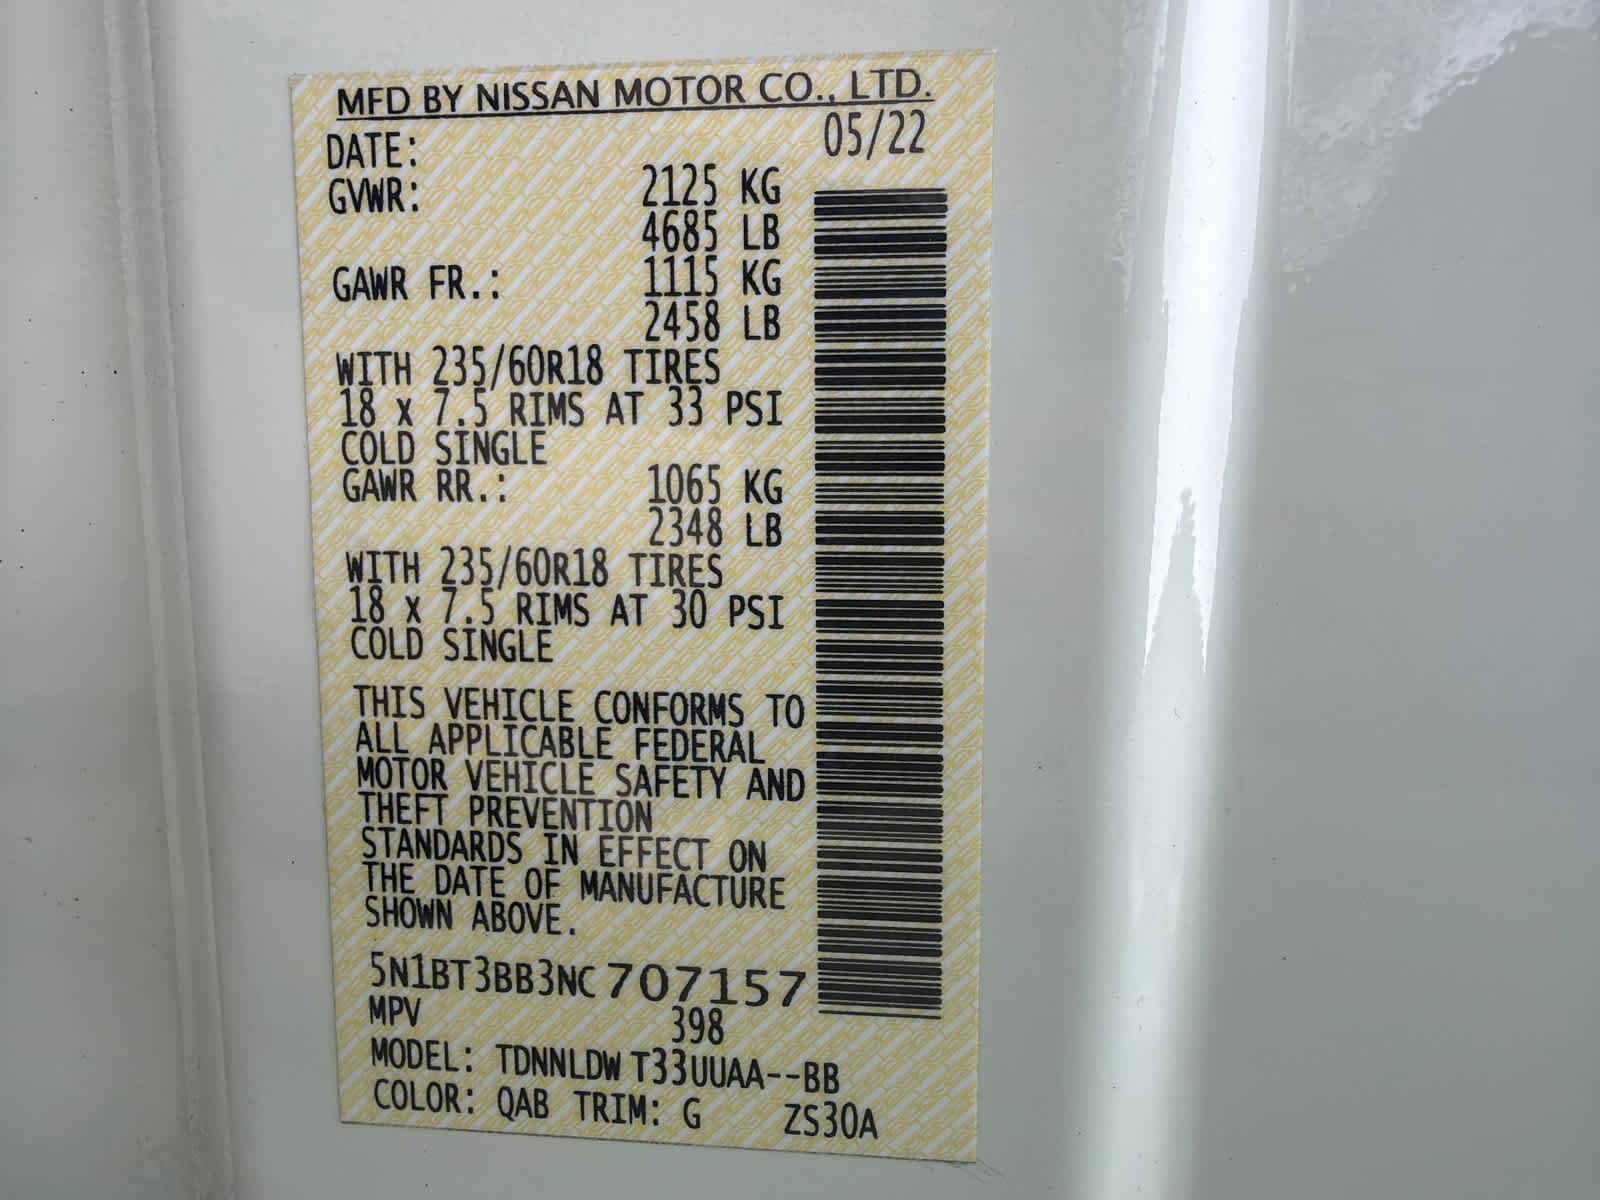 MFD BY NISSAN MOTOR CO., LTD.
DATE: 05/22
GVWR: 2125 KG
4685 LB
GAWR FR.: 1115 KG
2458 LB
WITH 235/60R18 TIRES
18 x 7.5 RIMS AT 33 PSI
COLD SINGLE
GAWR RR.: 1065 KG
2348 LB
WITH 235/60R18 TIRES
18 x 7.5 RIMS AT 30 PSI
COLD SINGLE
THIS VEHICLE CONFORMS TO
ALL APPLICABLE FEDERAL
MOTOR VEHICLE SAFETY AND
THEFT PREVENTION
STANDARDS IN EFFECT ON
THE DATE OF MANUFACTURE
SHOWN ABOVE.
5N1BT3BB3NC707157
MPV 398
MODEL: TDNNLDW T33UUAA--BB
COLOR: QAB TRIM: G ZS30A